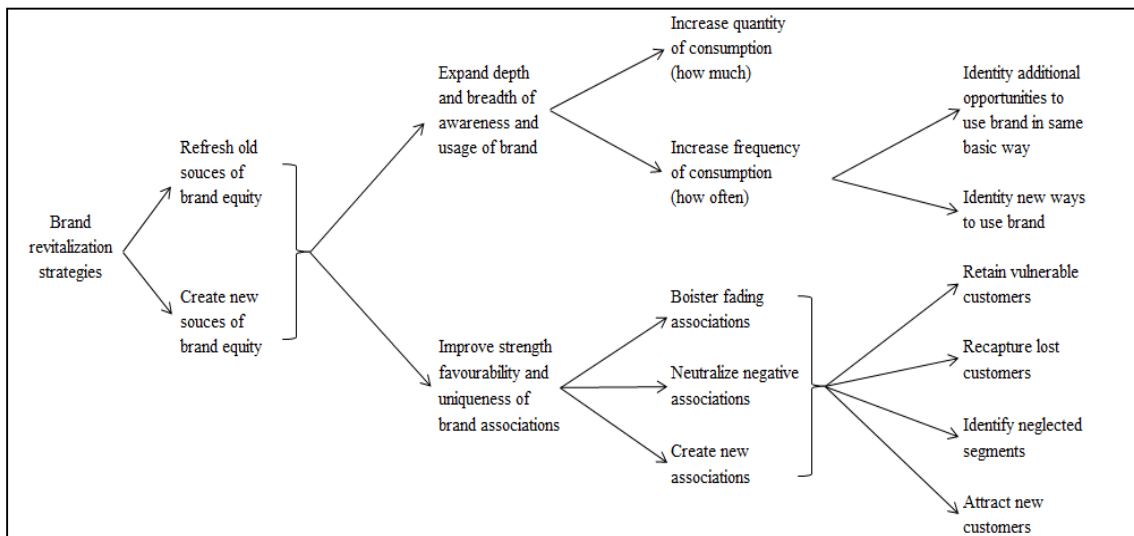 Brand
revitalization
strategies
Refresh old
souces of
brand equity
Create new
souces of
brand equity
Expand depth
and breadth of
awareness and
usage of brand
Improve strength
favourability and
uniqueness of
brand associations
Increase quantity
of consumption
(how much)
Increase frequency
of consumption
(how often)
Boister fading
associations
Neutralize negative
associations
Create new
associations
Identity additional
opportunities to
use brand in same
basic way
Identity new ways
to use brand
Retain vulnerable
customers
Recapture lost
customers
Identify neglected
segments
Attract new
customers